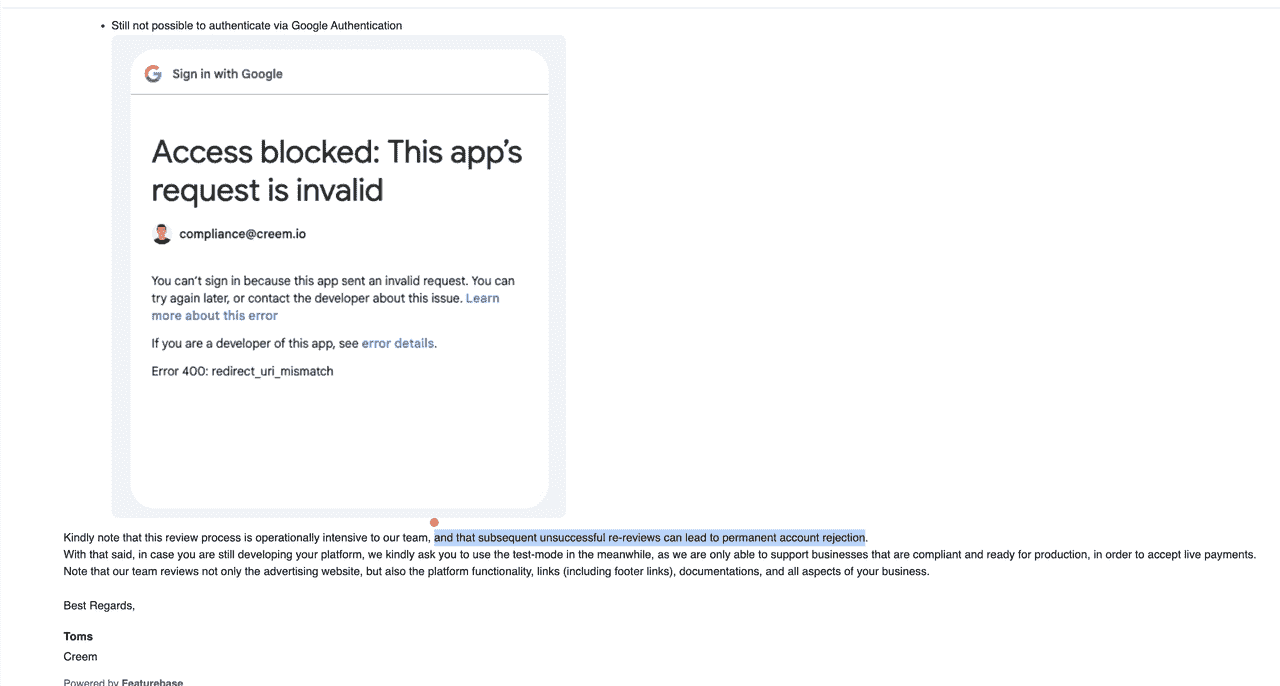 Still not possible to authenticate via Google Authentication
Sign in with Google
Access blocked: This app's
request is invalid
compliance@creem.io
You can't sign in because this app sent an invalid request. You can
try again later, or contact the developer about this issue. Learn
more about this error
If you are a developer of this app, see error details.
Error 400: redirect_uri_mismatch
Kindly note that this review process is operationally intensive to our team, and that subsequent unsuccessful re-reviews can lead to permanent account rejection.
With that said, in case you are still developing your platform, we kindly ask you to use the test-mode in the meanwhile, as we are only able to support businesses that are compliant and ready for production, in order to accept live payments.
Note that our team reviews not only the advertising website, but also the platform functionality, links (including footer links), documentations, and all aspects of your business.
Best Regards,
Toms
Creem
Powered by Featurebase